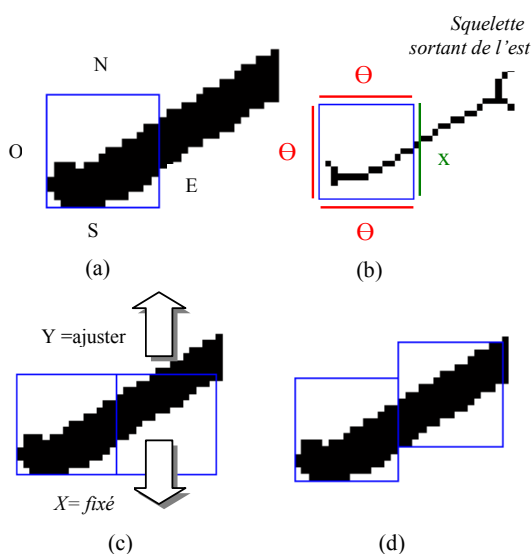 Squelette
sortant de l'est
N
O
E
S
(a)
Ɵ
Ɵ
x
Ɵ
(b)
Y =ajuster
X= fixé
(c)
(d)